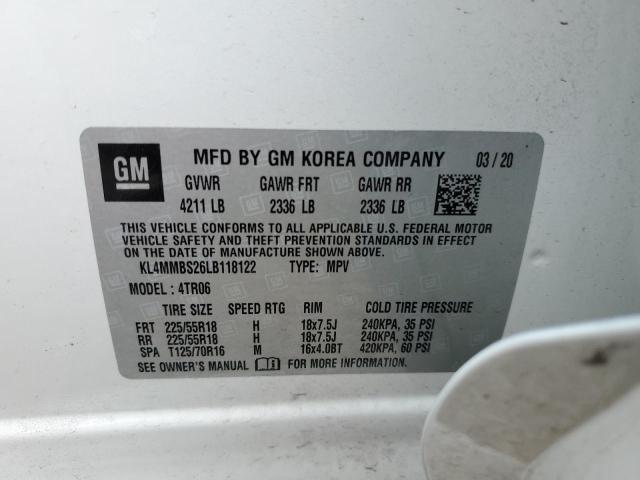 GM MFD BY GM KOREA COMPANY 03 / 20
GVWR GAWR FRT GAWR RR
4211 LB 2336 LB 2336 LB
THIS VEHICLE CONFORMS TO ALL APPLICABLE U.S. FEDERAL MOTOR
VEHICLE SAFETY AND THEFT PREVENTION STANDARDS IN EFFECT
ON THE DATE OF MANUFACTURE SHOWN ABOVE.
KL4MMBS26LB118122 TYPE: MPV
MODEL : 4TR06
TIRE SIZE SPEED RTG RIM COLD TIRE PRESSURE
FRT 225/55R18 H 18x7.5J 240KPA, 35 PSI
RR 225/55R18 H 18x7.5J 240KPA, 35 PSI
SPA T125/70R16 M 16x4.0BT 420KPA, 60 PSI
SEE OWNER'S MANUAL FOR MORE INFORMATION.